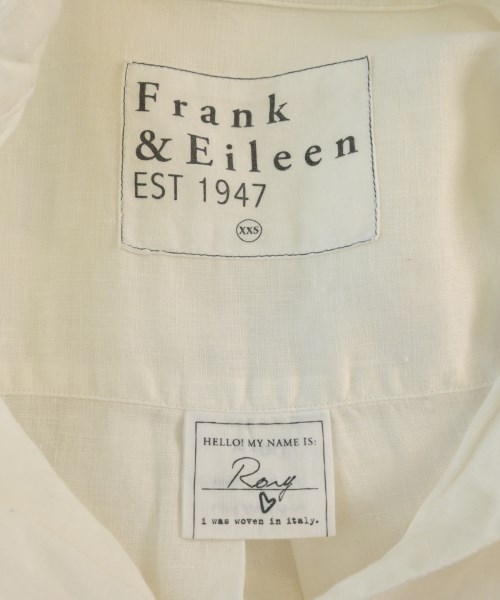 Frank
& Eileen
EST 1947
XXS
HELLO! MY NAME IS:
Rory
i was woven in italy.